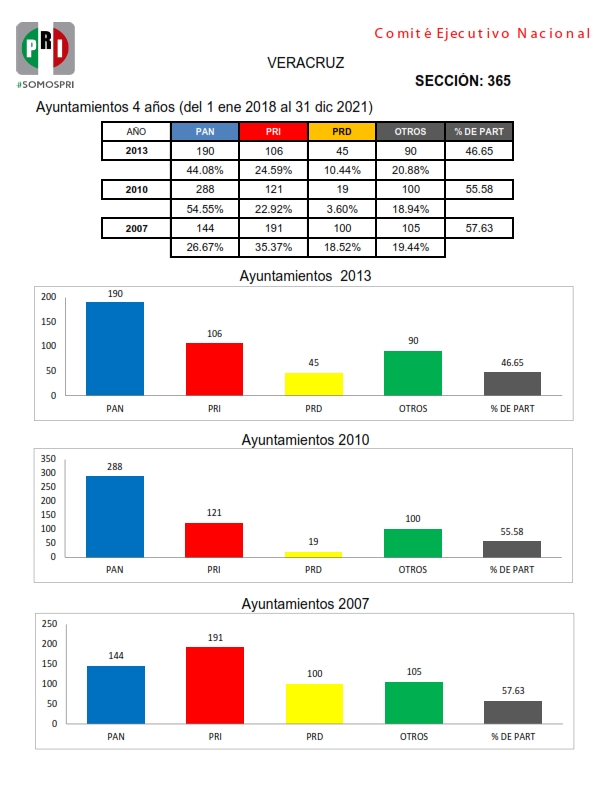 PRI
#SOMOSPRI
Comité Ejecutivo Nacional
VERACRUZ
SECCIÓN: 365
Ayuntamientos 4 años (del 1 ene 2018 al 31 dic 2021)
AÑO PAN PRI PRD OTROS % DE PART
2013 190 106 45 90 46.65
44.08% 24.59% 10.44% 20.88%
2010 288 121 19 100 55.58
54.55% 22.92% 3.60% 18.94%
2007 144 191 100 105 57.63
26.67% 35.37% 18.52% 19.44%
Ayuntamientos 2013
200
150
100
50
0
190
106
45
90
46.65
PAN PRI PRD OTROS % DE PART
Ayuntamientos 2010
350
300
250
200
150
100
50
0
288
121
19
100
55.58
PAN PRI PRD OTROS % DE PART
Ayuntamientos 2007
250
200
150
100
50
0
144
191
100
105
57.63
PAN PRI PRD OTROS % DE PART